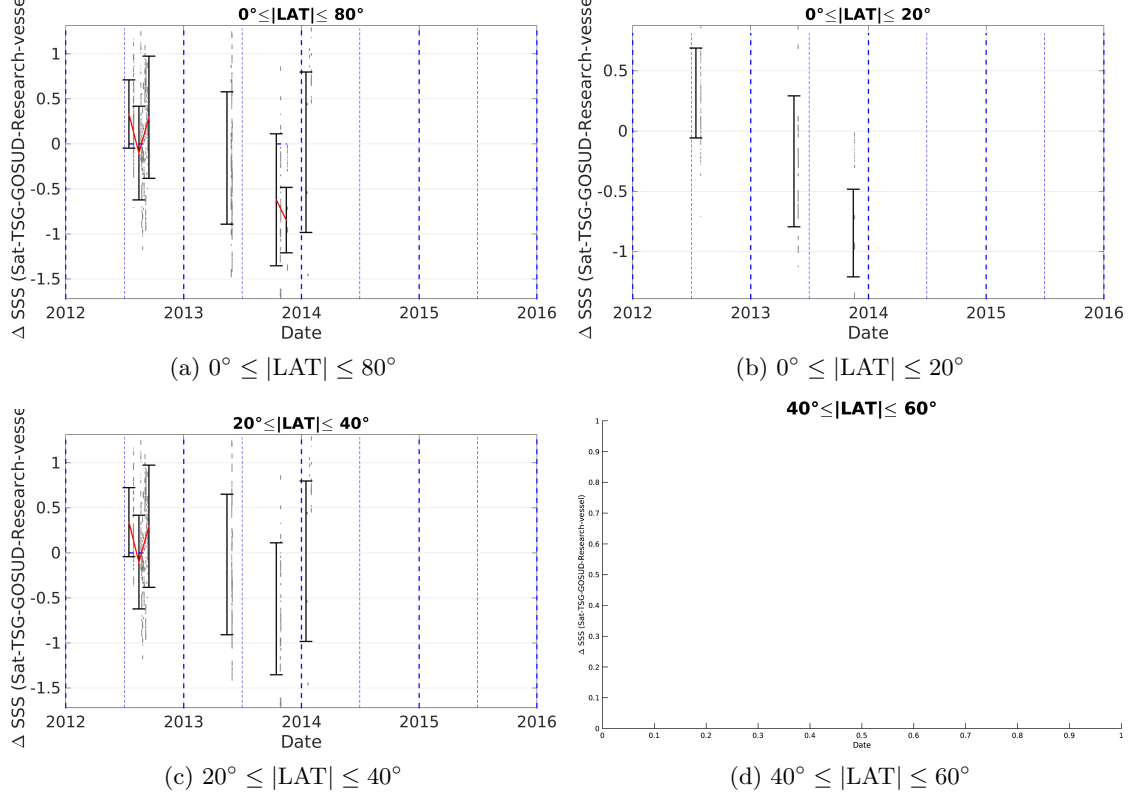 0°≤|LAT|≤ 80°
Δ SSS (Sat-TSG-GOSUD-Research-vessel
1
0.5
0
-0.5
-1
-1.5
2012 2013 2014 2015 2016
Date
(a) 0° ≤ |LAT| ≤ 80°
0°≤|LAT|≤ 20°
Δ SSS (Sat-TSG-GOSUD-Research-vessel
0.5
0
-0.5
-1
2012 2013 2014 2015 2016
Date
(b) 0° ≤ |LAT| ≤ 20°
20°≤|LAT|≤ 40°
Δ SSS (Sat-TSG-GOSUD-Research-vesse
1
0.5
0
-0.5
-1
-1.5
2012 2013 2014 2015 2016
Date
(c) 20° ≤ |LAT| ≤ 40°
40°≤|LAT|≤ 60°
Δ SSS (Sat-TSG-GOSUD-Research-vessel)
1
0.9
0.8
0.7
0.6
0.5
0.4
0.3
0.2
0.1
0
0 0.1 0.2 0.3 0.4 0.5 0.6 0.7 0.8 0.9 1
Date
(d) 40° ≤ |LAT| ≤ 60°